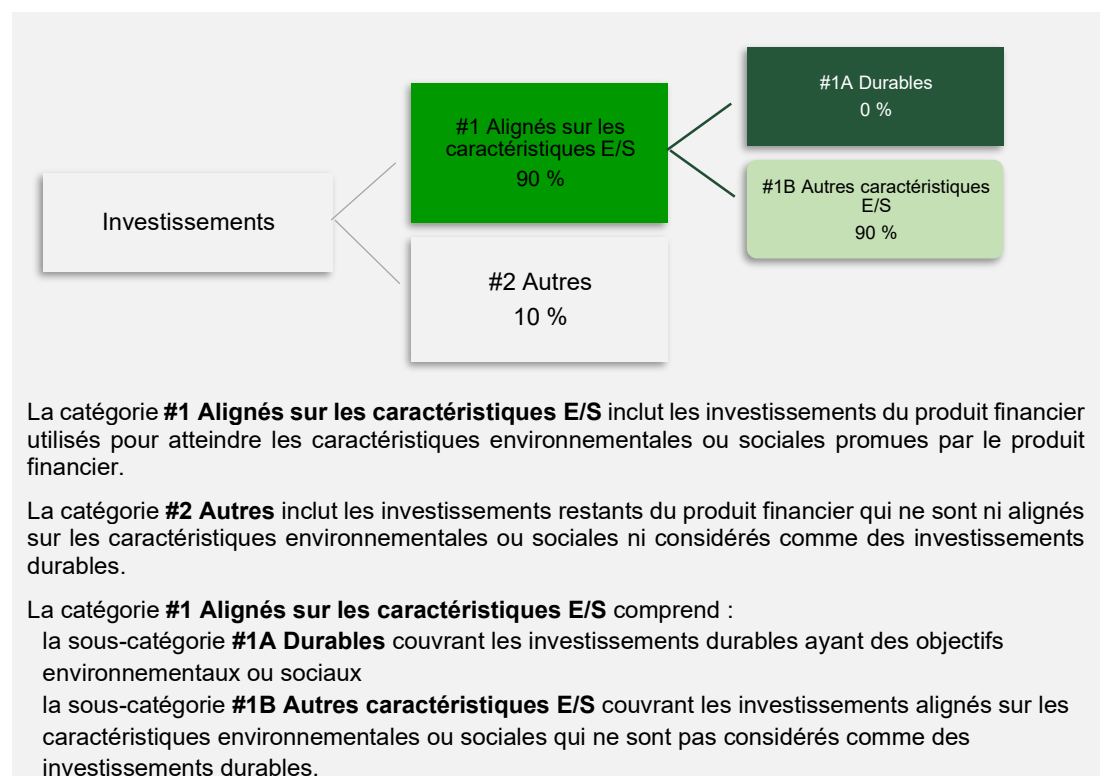 #1A Durables
0 %
#1 Alignés sur les
caractéristiques E/S
90 %
#1B Autres caractéristiques
E/S
90 %
Investissements
#2 Autres
10 %
La catégorie #1 Alignés sur les caractéristiques E/S inclut les investissements du produit financier
utilisés pour atteindre les caractéristiques environnementales ou sociales promues par le produit
financier.
La catégorie #2 Autres inclut les investissements restants du produit financier qui ne sont ni alignés
sur les caractéristiques environnementales ou sociales ni considérés comme des investissements
durables.
La catégorie #1 Alignés sur les caractéristiques E/S comprend :
la sous-catégorie #1A Durables couvrant les investissements durables ayant des objectifs
environnementaux ou sociaux
la sous-catégorie #1B Autres caractéristiques E/S couvrant les investissements alignés sur les
caractéristiques environnementales ou sociales qui ne sont pas considérés comme des
investissements durables.